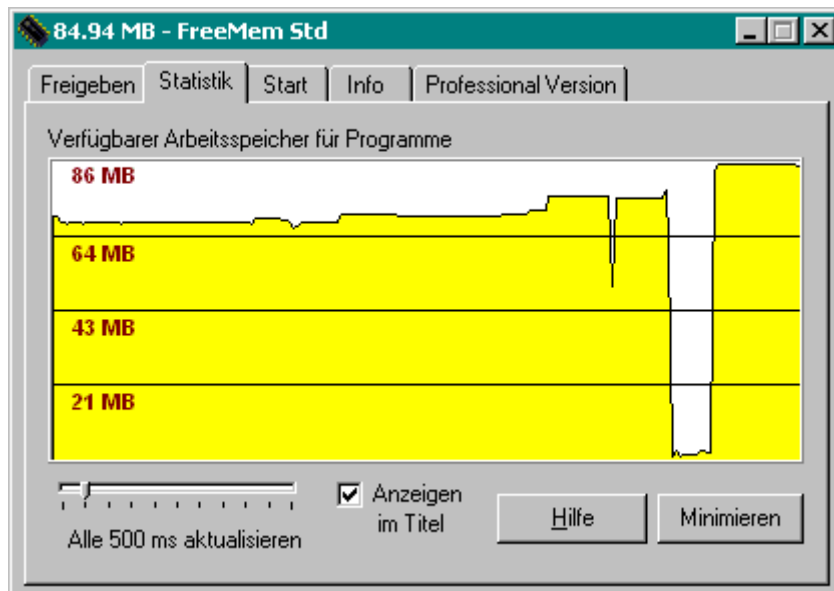 84.94 MB - FreeMem Std
Freigeben Statistik Start Info Professional Version
Verfügbarer Arbeitsspeicher für Programme
86 MB
64 MB
43 MB
21 MB
Alle 500 ms aktualisieren
Anzeigen
im Titel
Hilfe
Minimieren